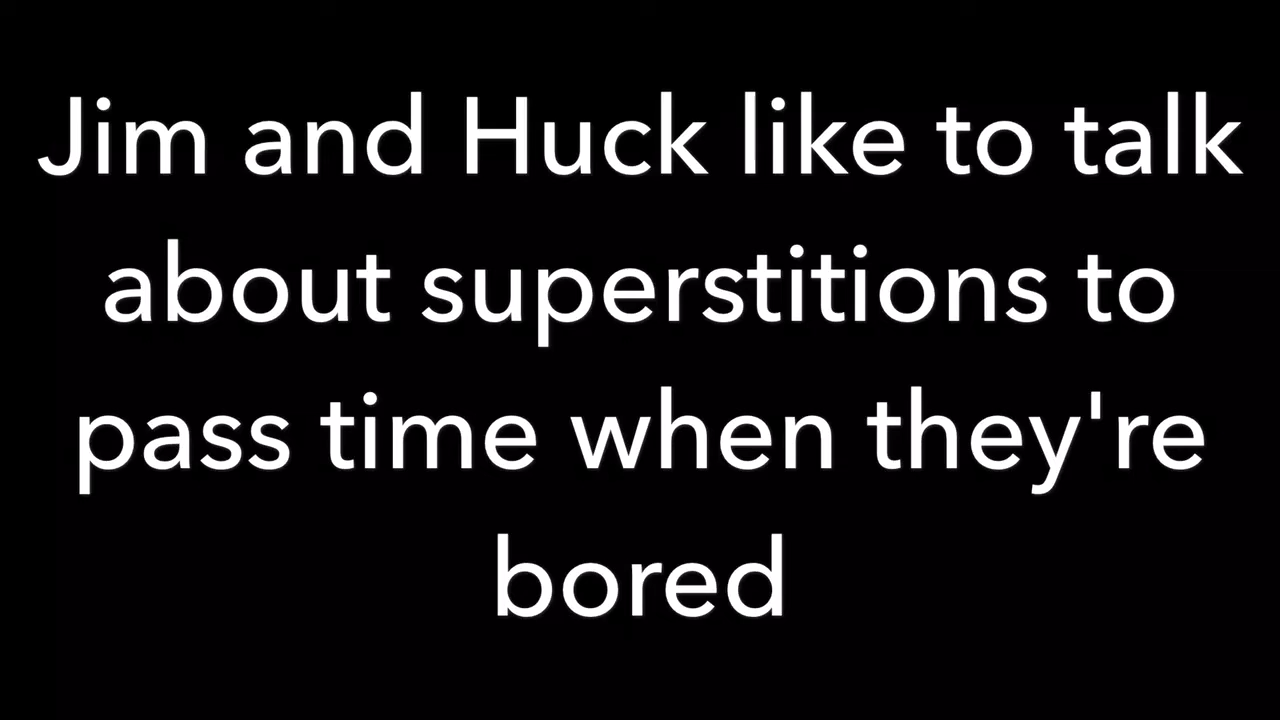 Jim and Huck like to talk
about superstitions to
pass time when they're
bored